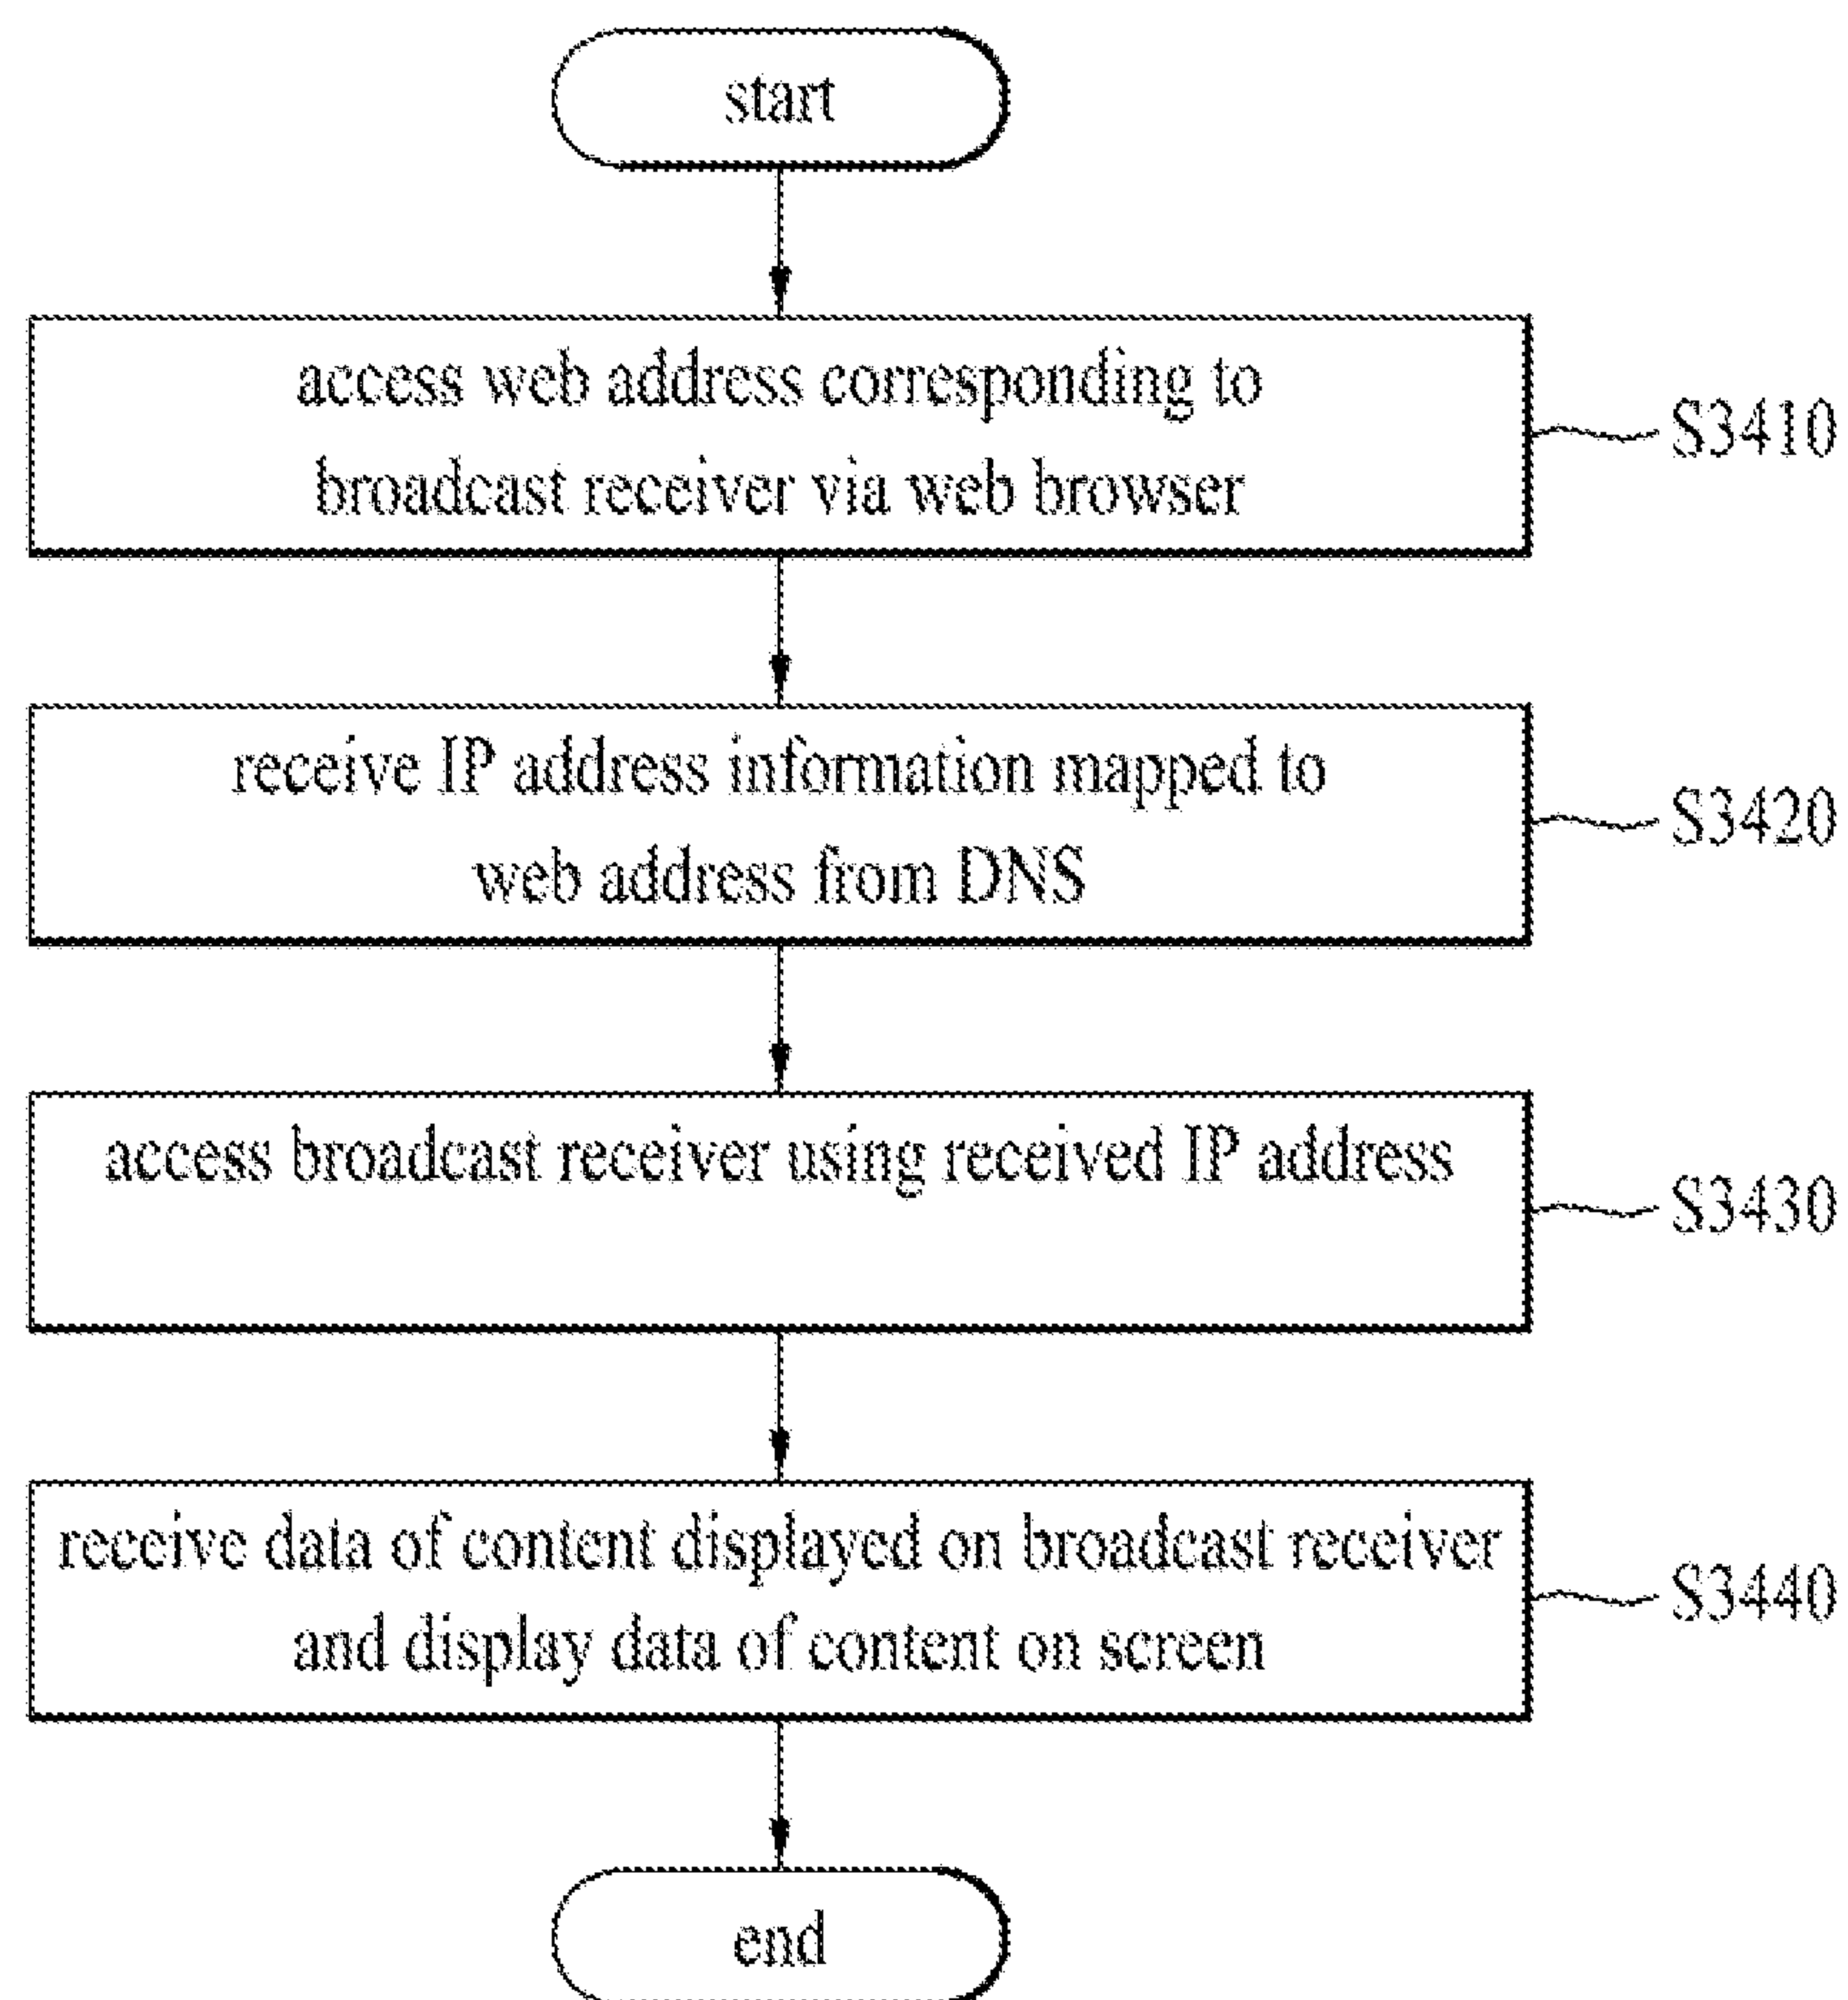 start
access web address corresponding to
broadcast receiver via web browser
S3410
receive IP address information mapped to
web address from DNS
S3420
access broadcast receiver using received IP address
S3430
receive data of content displayed on broadcast receiver
and display data of content on screen
S3440
end